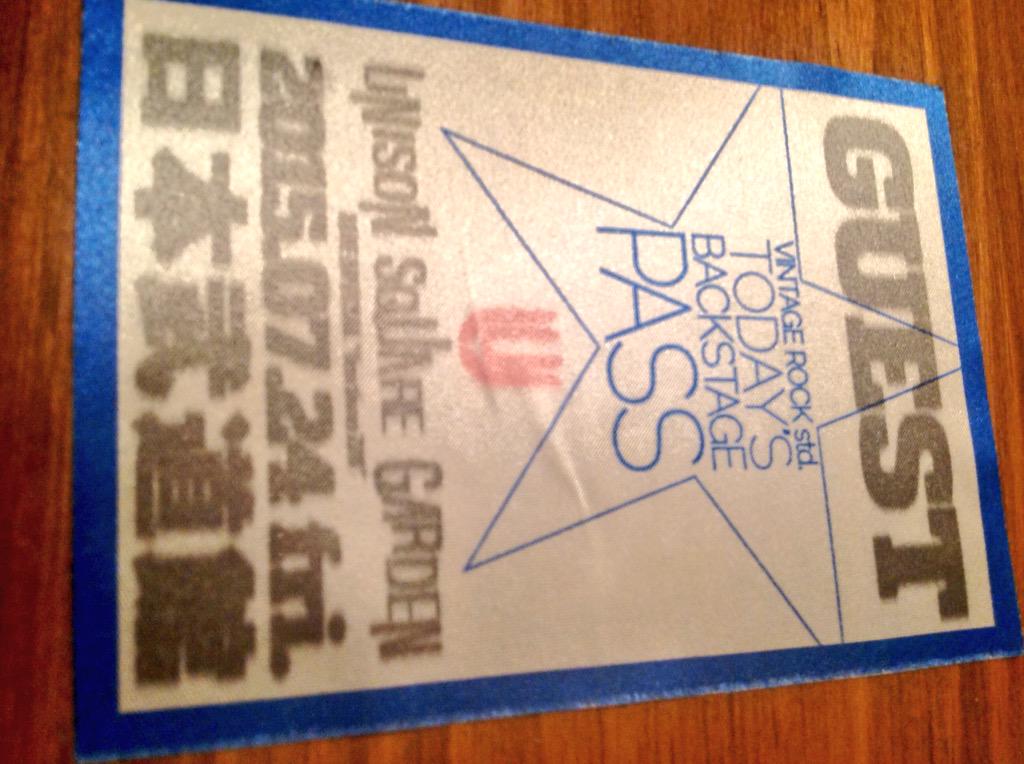 GUEST
VINTAGE ROCK std.
TODAY'S
BACKSTAGE
PASS
U
UNISON SQUARE GARDEN
2015.07.24 fri.
日本武道館